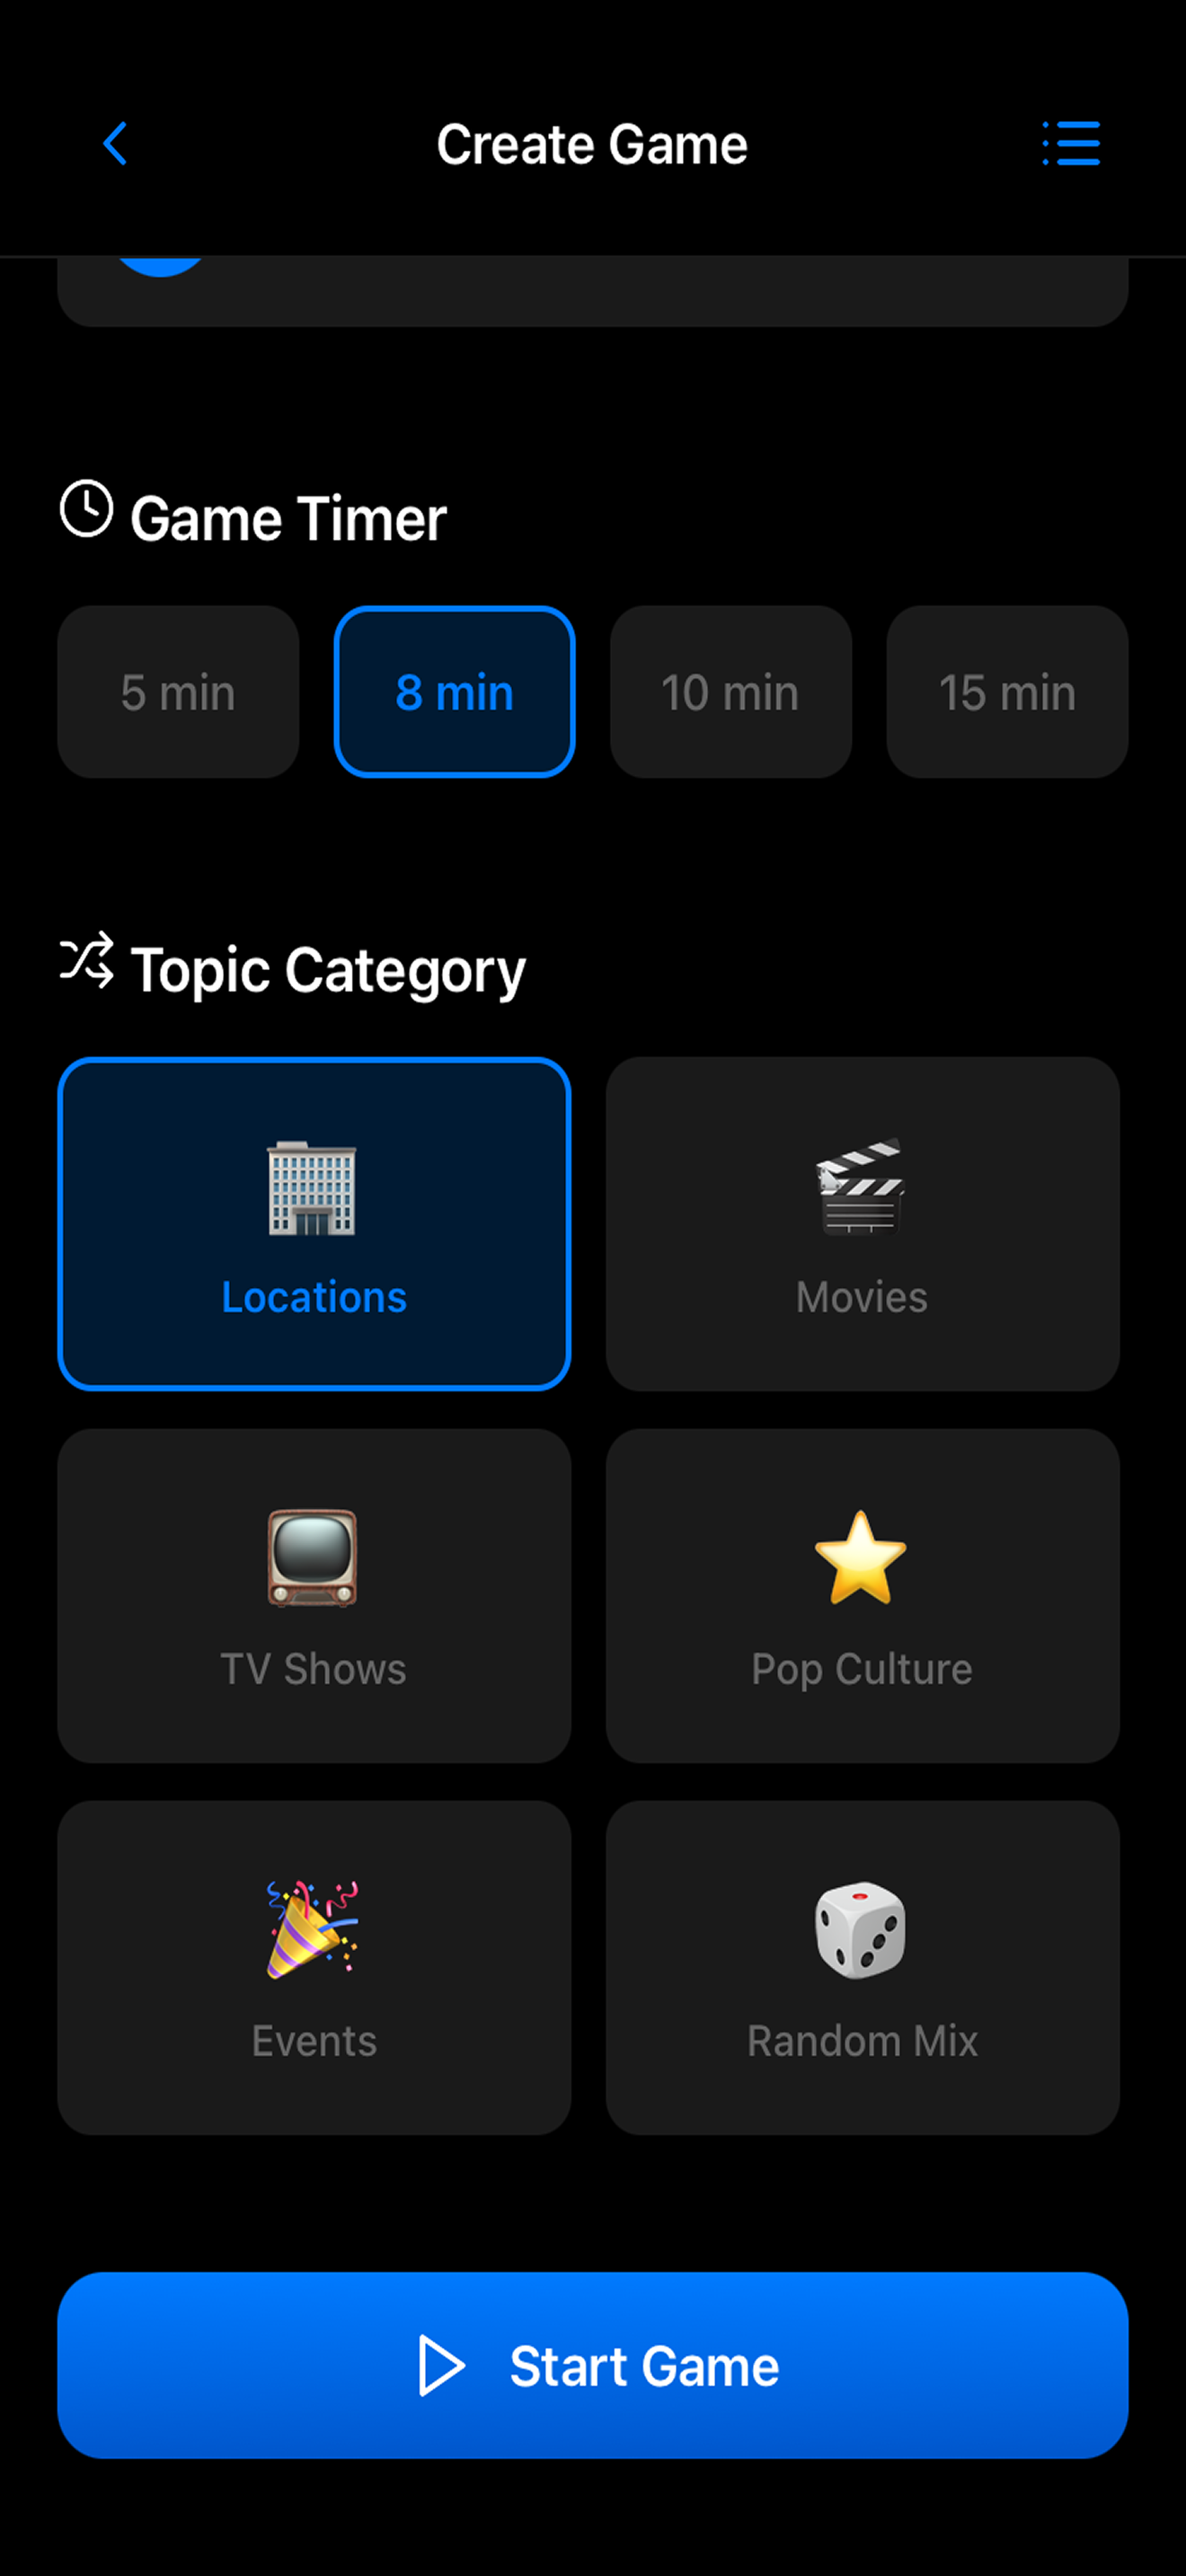 Create Game
Game Timer
5 min
8 min
10 min
15 min
Topic Category
Locations
Movies
TV Shows
Pop Culture
Events
Random Mix
Start Game